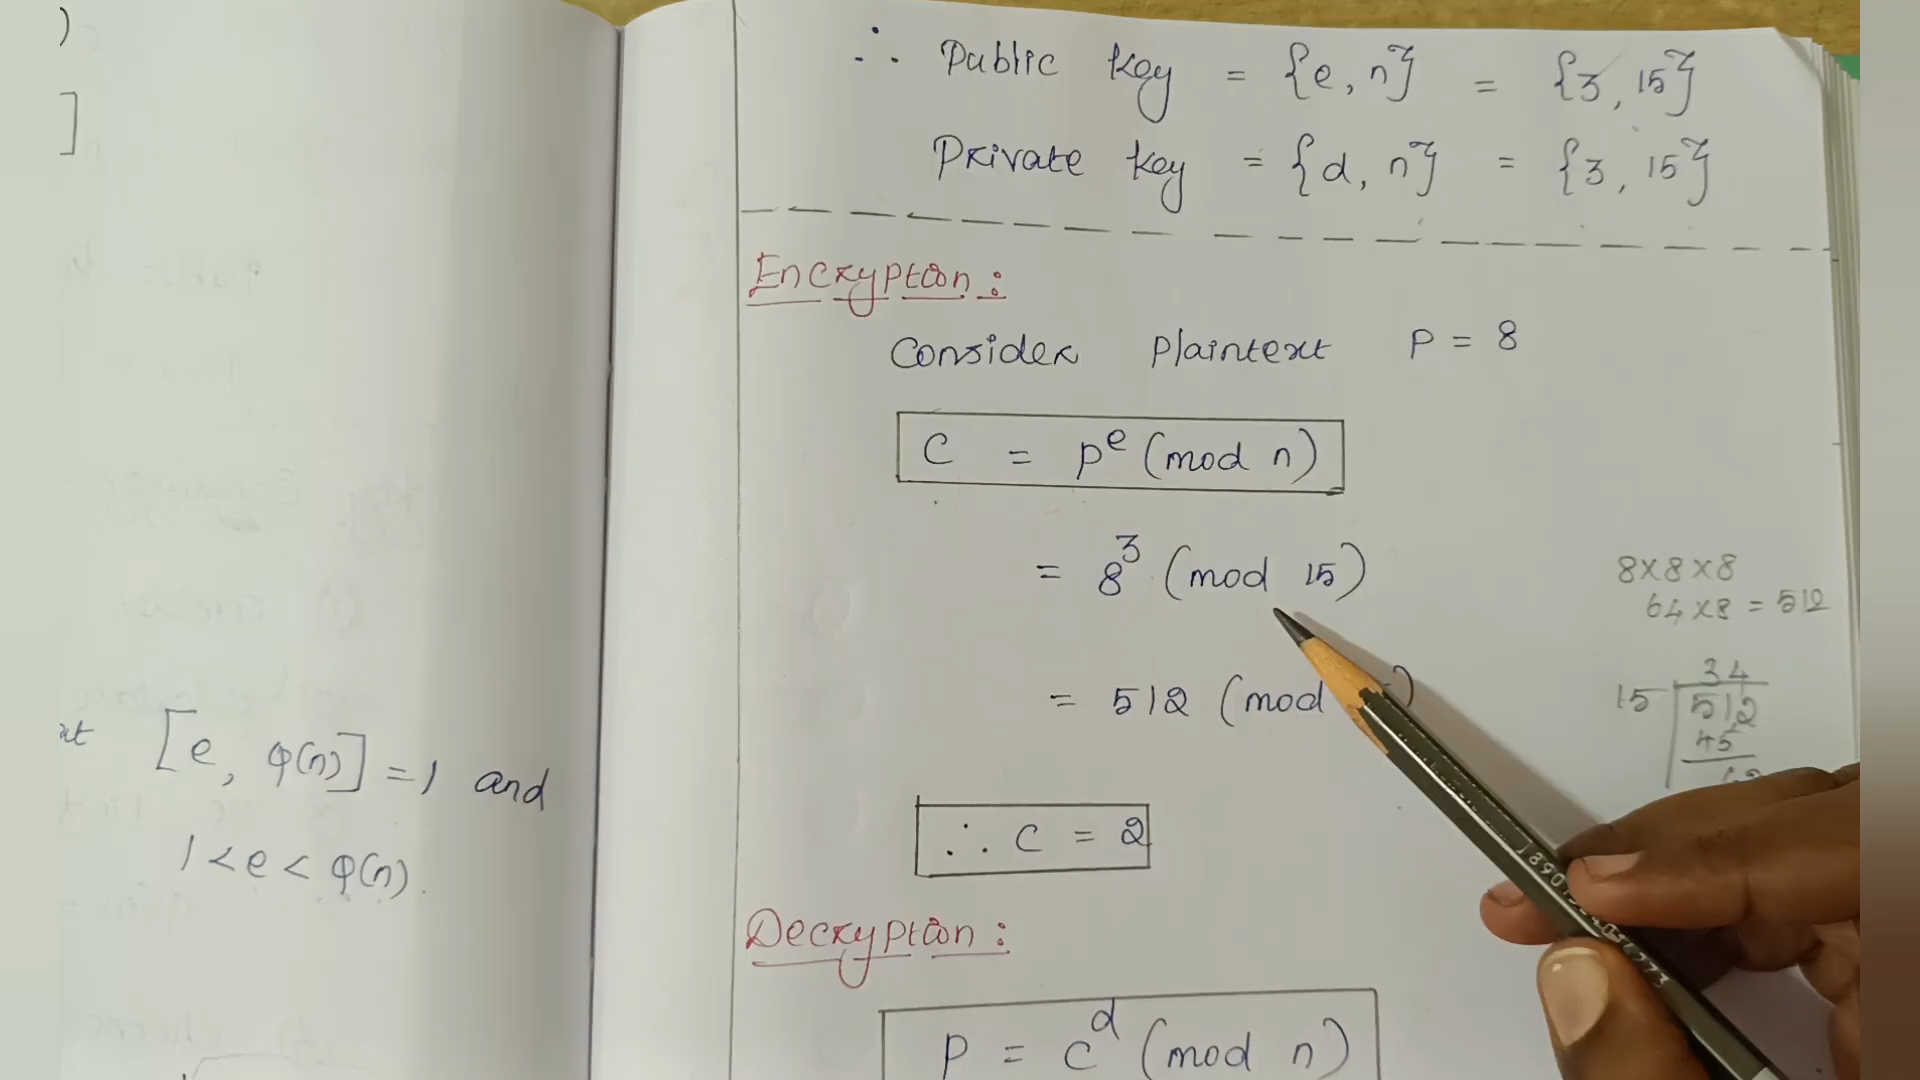 )
]
[e, φ(n)] = 1 and
1 < e < φ(n).
∴ Public key = {e, n} = {3, 15}
Private key = {d, n} = {3, 15}
Encryption:
Consider Plaintext P = 8
C = p^e (mod n)
= 8^3 (mod 15)
8×8×8
64×8 = 512
= 512 (mod )
34
15 512
45
∴ C = 2
Decryption:
P = C^d (mod n)